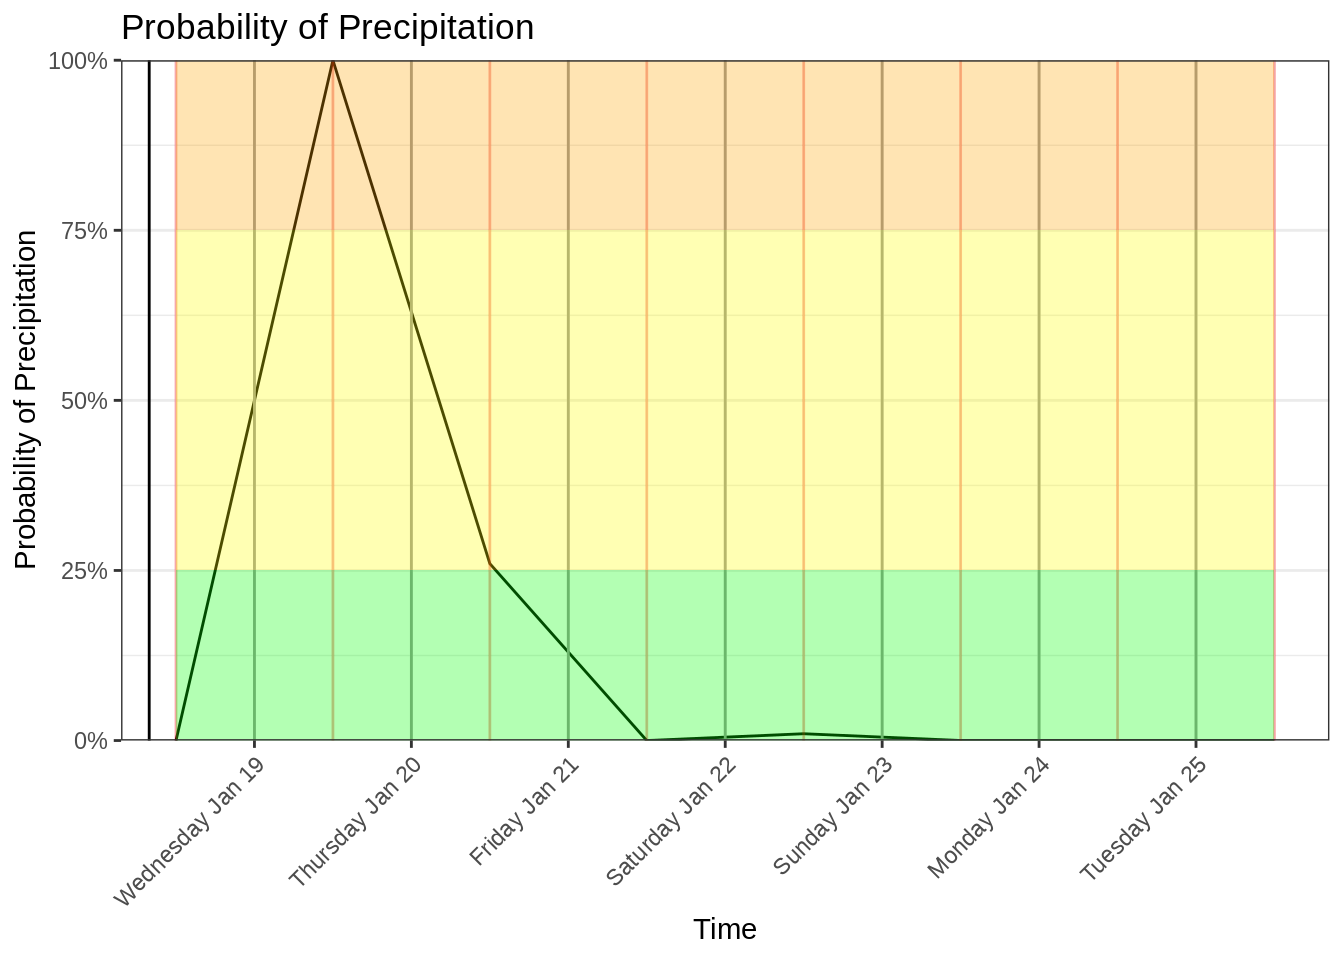 Probability of Precipitation
Probability of Precipitation
100%
75%
50%
25%
0%
Wednesday Jan 19
Thursday Jan 20
Friday Jan 21
Saturday Jan 22
Sunday Jan 23
Monday Jan 24
Tuesday Jan 25
Time